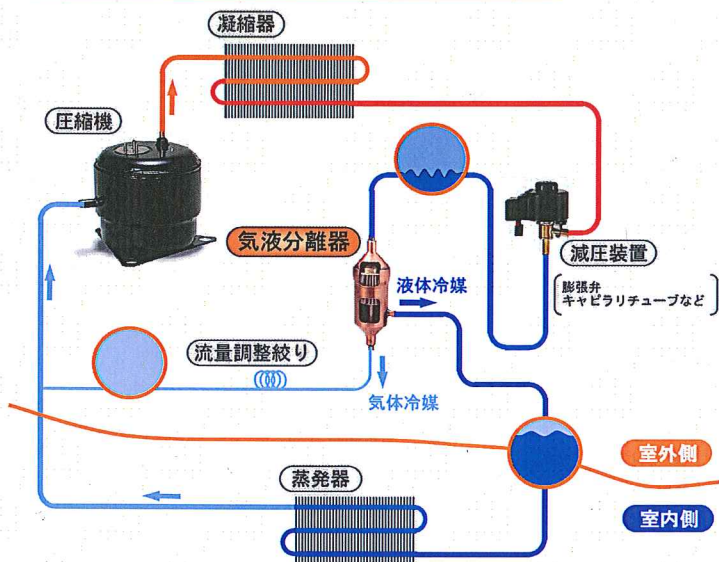 凝縮器
圧縮機
気液分離器
減圧装置
膨張弁
キャピラリチューブなど
液体冷媒
流量調整絞り
気体冷媒
室外側
蒸発器
室内側